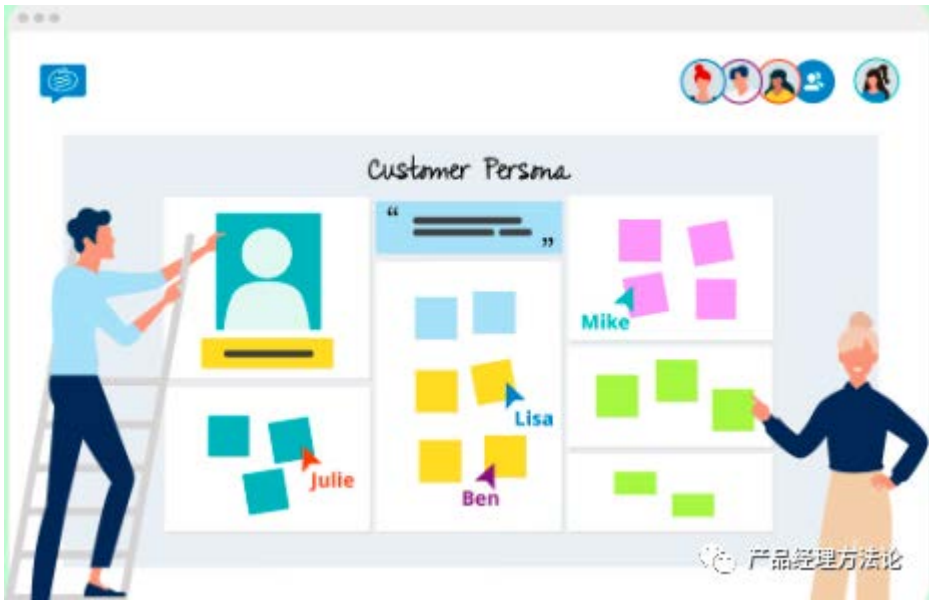 Customer Persona
“ ”
Mike
Lisa
Julie
Ben
产品经理方法论